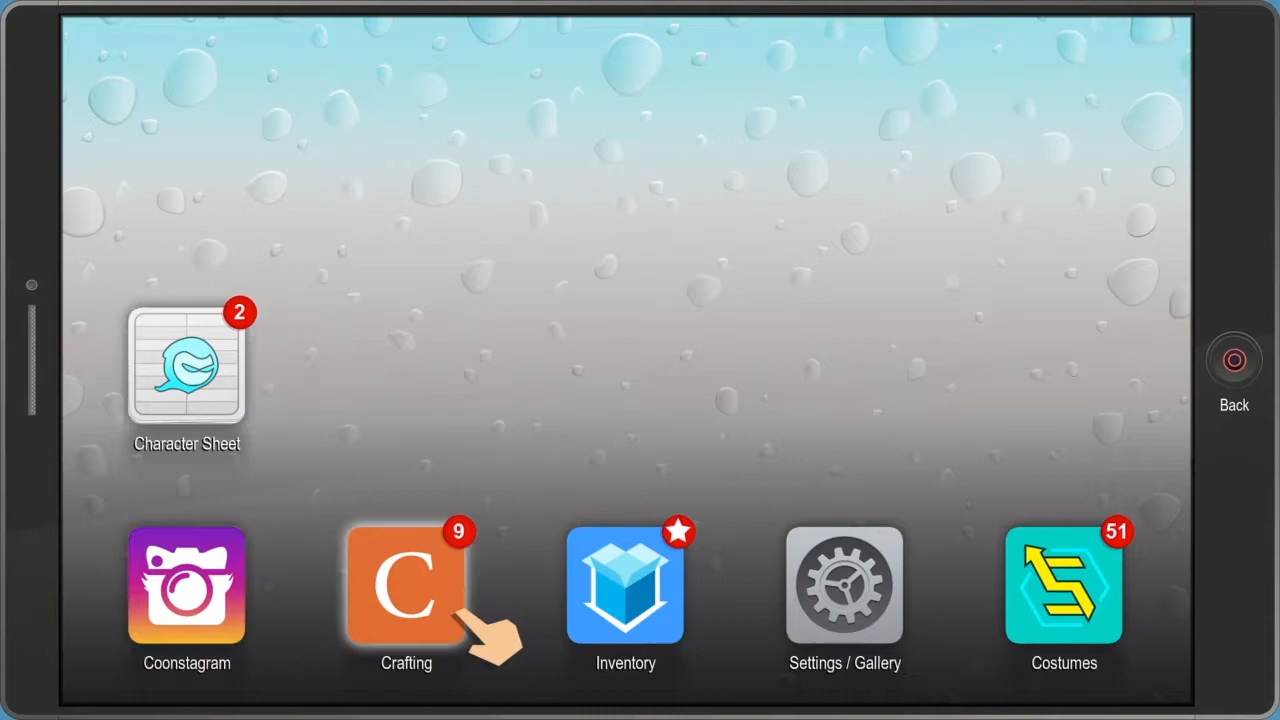 2
Character Sheet
Back
9
51
C
Coonstagram
Crafting
Inventory
Settings / Gallery
Costumes